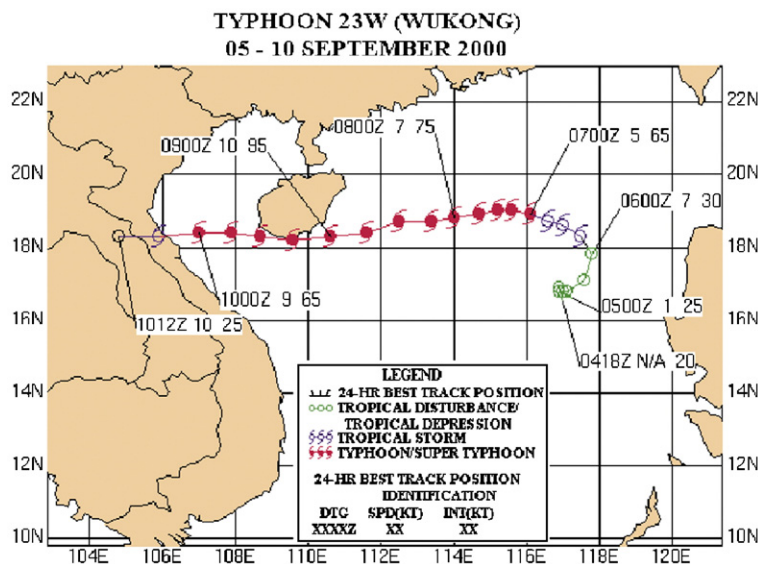 TYPHOON 23W (WUKONG)
05 - 10 SEPTEMBER 2000
22N
22N
0800Z 7 75
0900Z 10 95
0700Z 5 65
20N
20N
0600Z 7 30
18N
18N
1000Z 9 65
0500Z 1 25
1012Z 10 25
16N
16N
0418Z N/A 20
LEGEND
24-HR BEST TRACK POSITION
TROPICAL DISTURBANCE/
TROPICAL DEPRESSION
TROPICAL STORM
TYPHOON/SUPER TYPHOON
24-HR BEST TRACK POSITION
IDENTIFICATION
DTG SPD(KT) INT(KT)
XXXXZ XX XX
14N
14N
12N
12N
10N
10N
104E 106E 108E 110E 112E 114E 116E 118E 120E